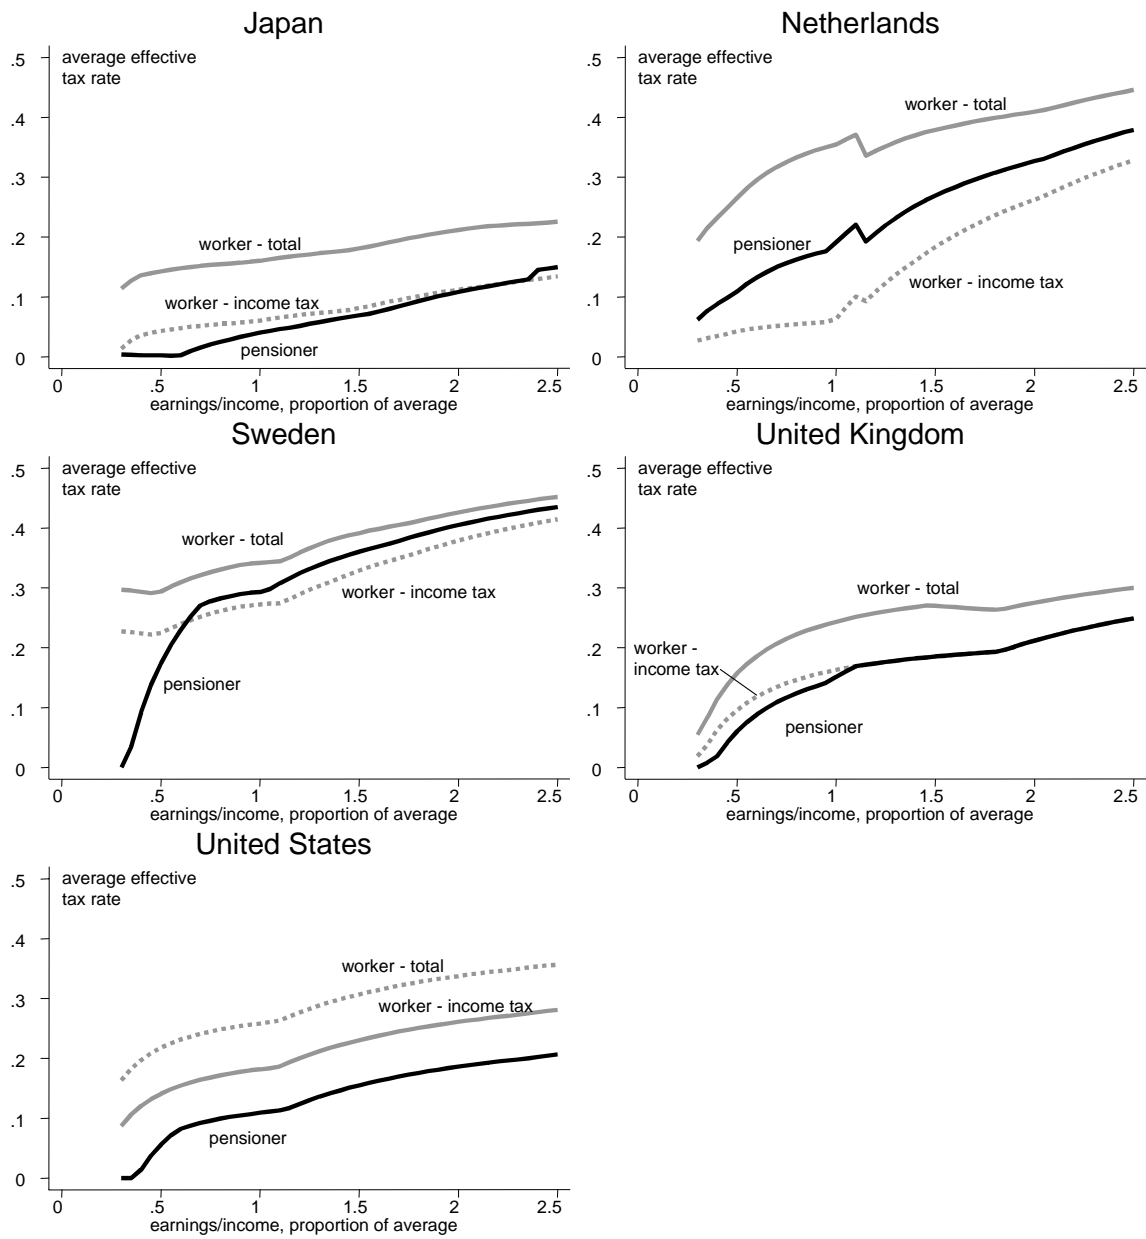 Japan
.5
.4
.3
.2
.1
0
average effective
tax rate
worker - total
worker - income tax
pensioner
0
.5
1
1.5
2
2.5
earnings/income, proportion of average
Netherlands
.5
.4
.3
.2
.1
0
average effective
tax rate
worker - total
pensioner
worker - income tax
0
.5
1
1.5
2
2.5
earnings/income, proportion of average
Sweden
.5
.4
.3
.2
.1
0
average effective
tax rate
worker - total
worker - income tax
pensioner
0
.5
1
1.5
2
2.5
earnings/income, proportion of average
United Kingdom
.5
.4
.3
.2
.1
0
average effective
tax rate
worker - total
worker -
income tax
pensioner
0
.5
1
1.5
2
2.5
earnings/income, proportion of average
United States
.5
.4
.3
.2
.1
0
average effective
tax rate
worker - total
worker - income tax
pensioner
0
.5
1
1.5
2
2.5
earnings/income, proportion of average